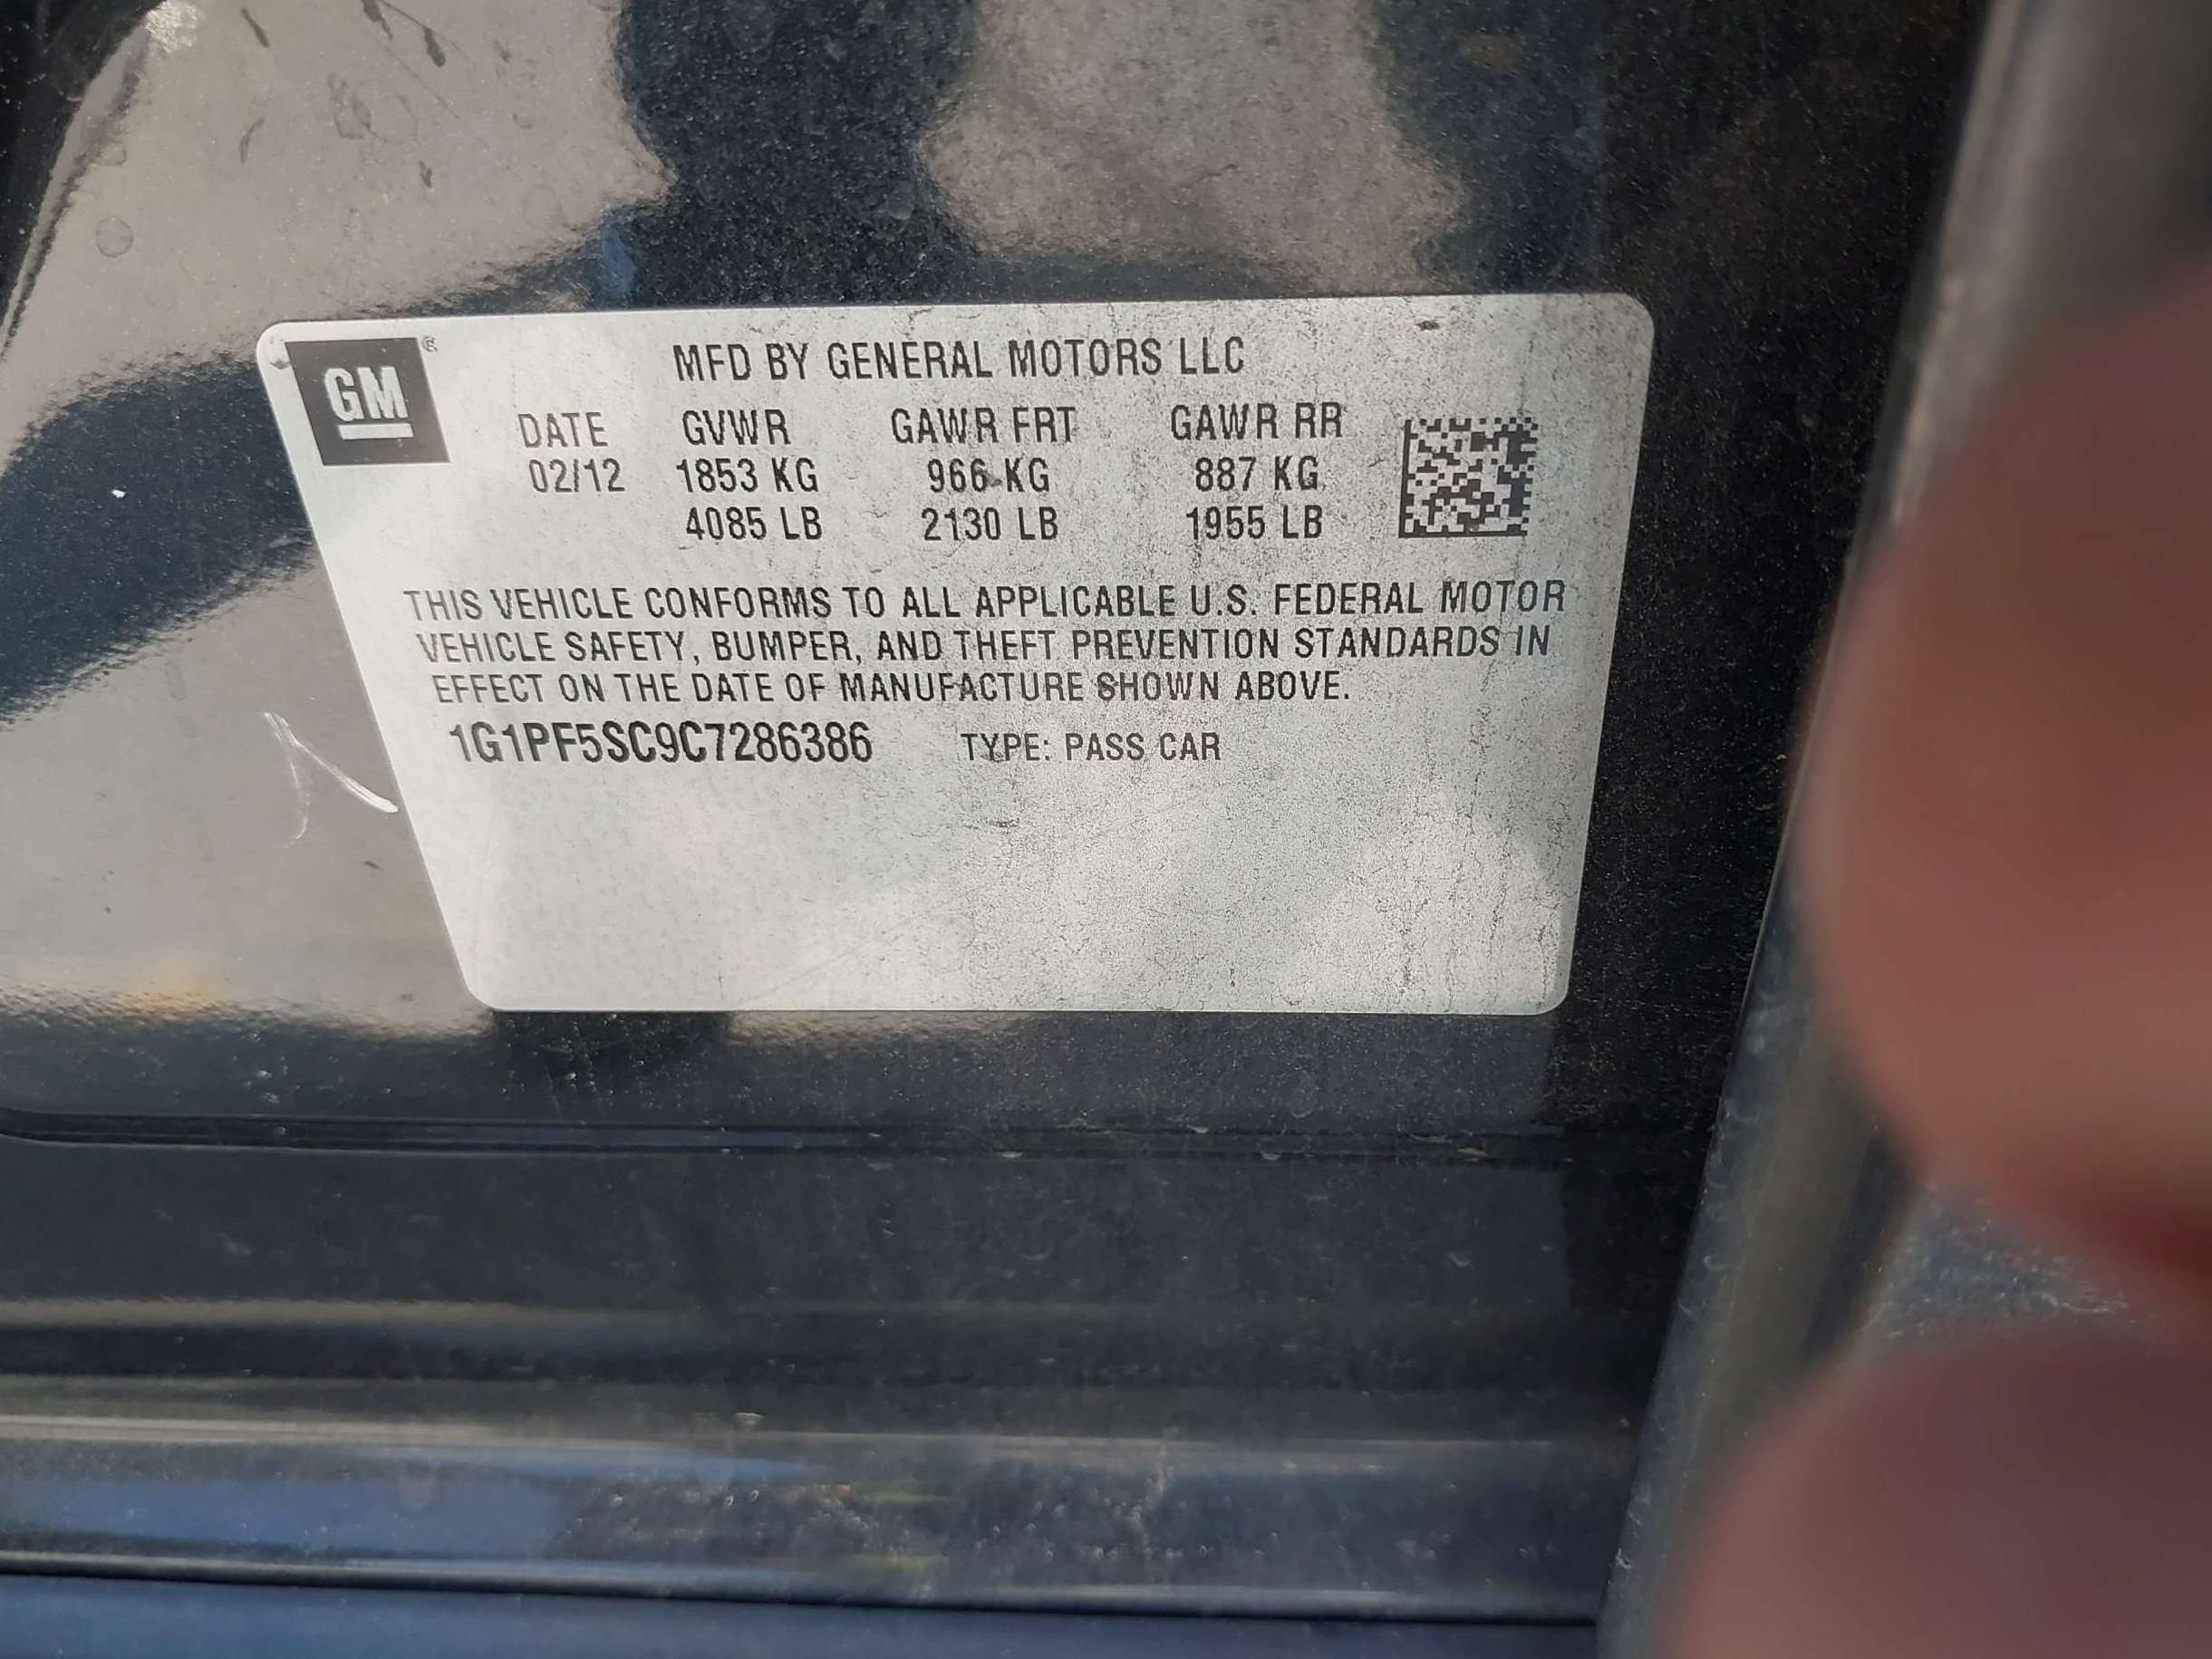 GM ®
MFD BY GENERAL MOTORS LLC
DATE GVWR GAWR FRT GAWR RR
02/12 1853 KG 966 KG 887 KG
4085 LB 2130 LB 1955 LB
THIS VEHICLE CONFORMS TO ALL APPLICABLE U.S. FEDERAL MOTOR
VEHICLE SAFETY, BUMPER, AND THEFT PREVENTION STANDARDS IN
EFFECT ON THE DATE OF MANUFACTURE SHOWN ABOVE.
1G1PF5SC9C7286386 TYPE: PASS CAR